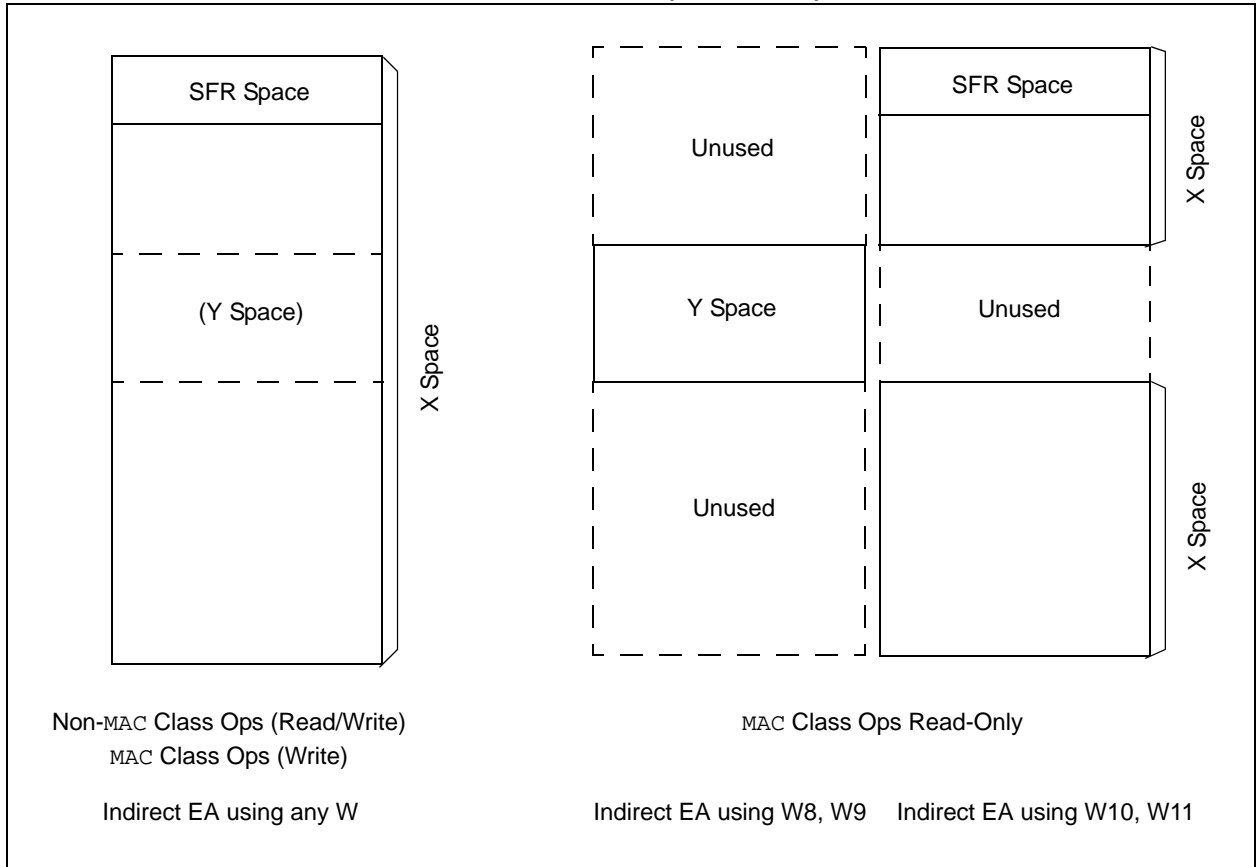 SFR Space
(Y Space)
X Space
Non-MAC Class Ops (Read/Write)
MAC Class Ops (Write)
Indirect EA using any W
Unused
Y Space
Unused
SFR Space
Unused
X Space
X Space
MAC Class Ops Read-Only
Indirect EA using W8, W9
Indirect EA using W10, W11